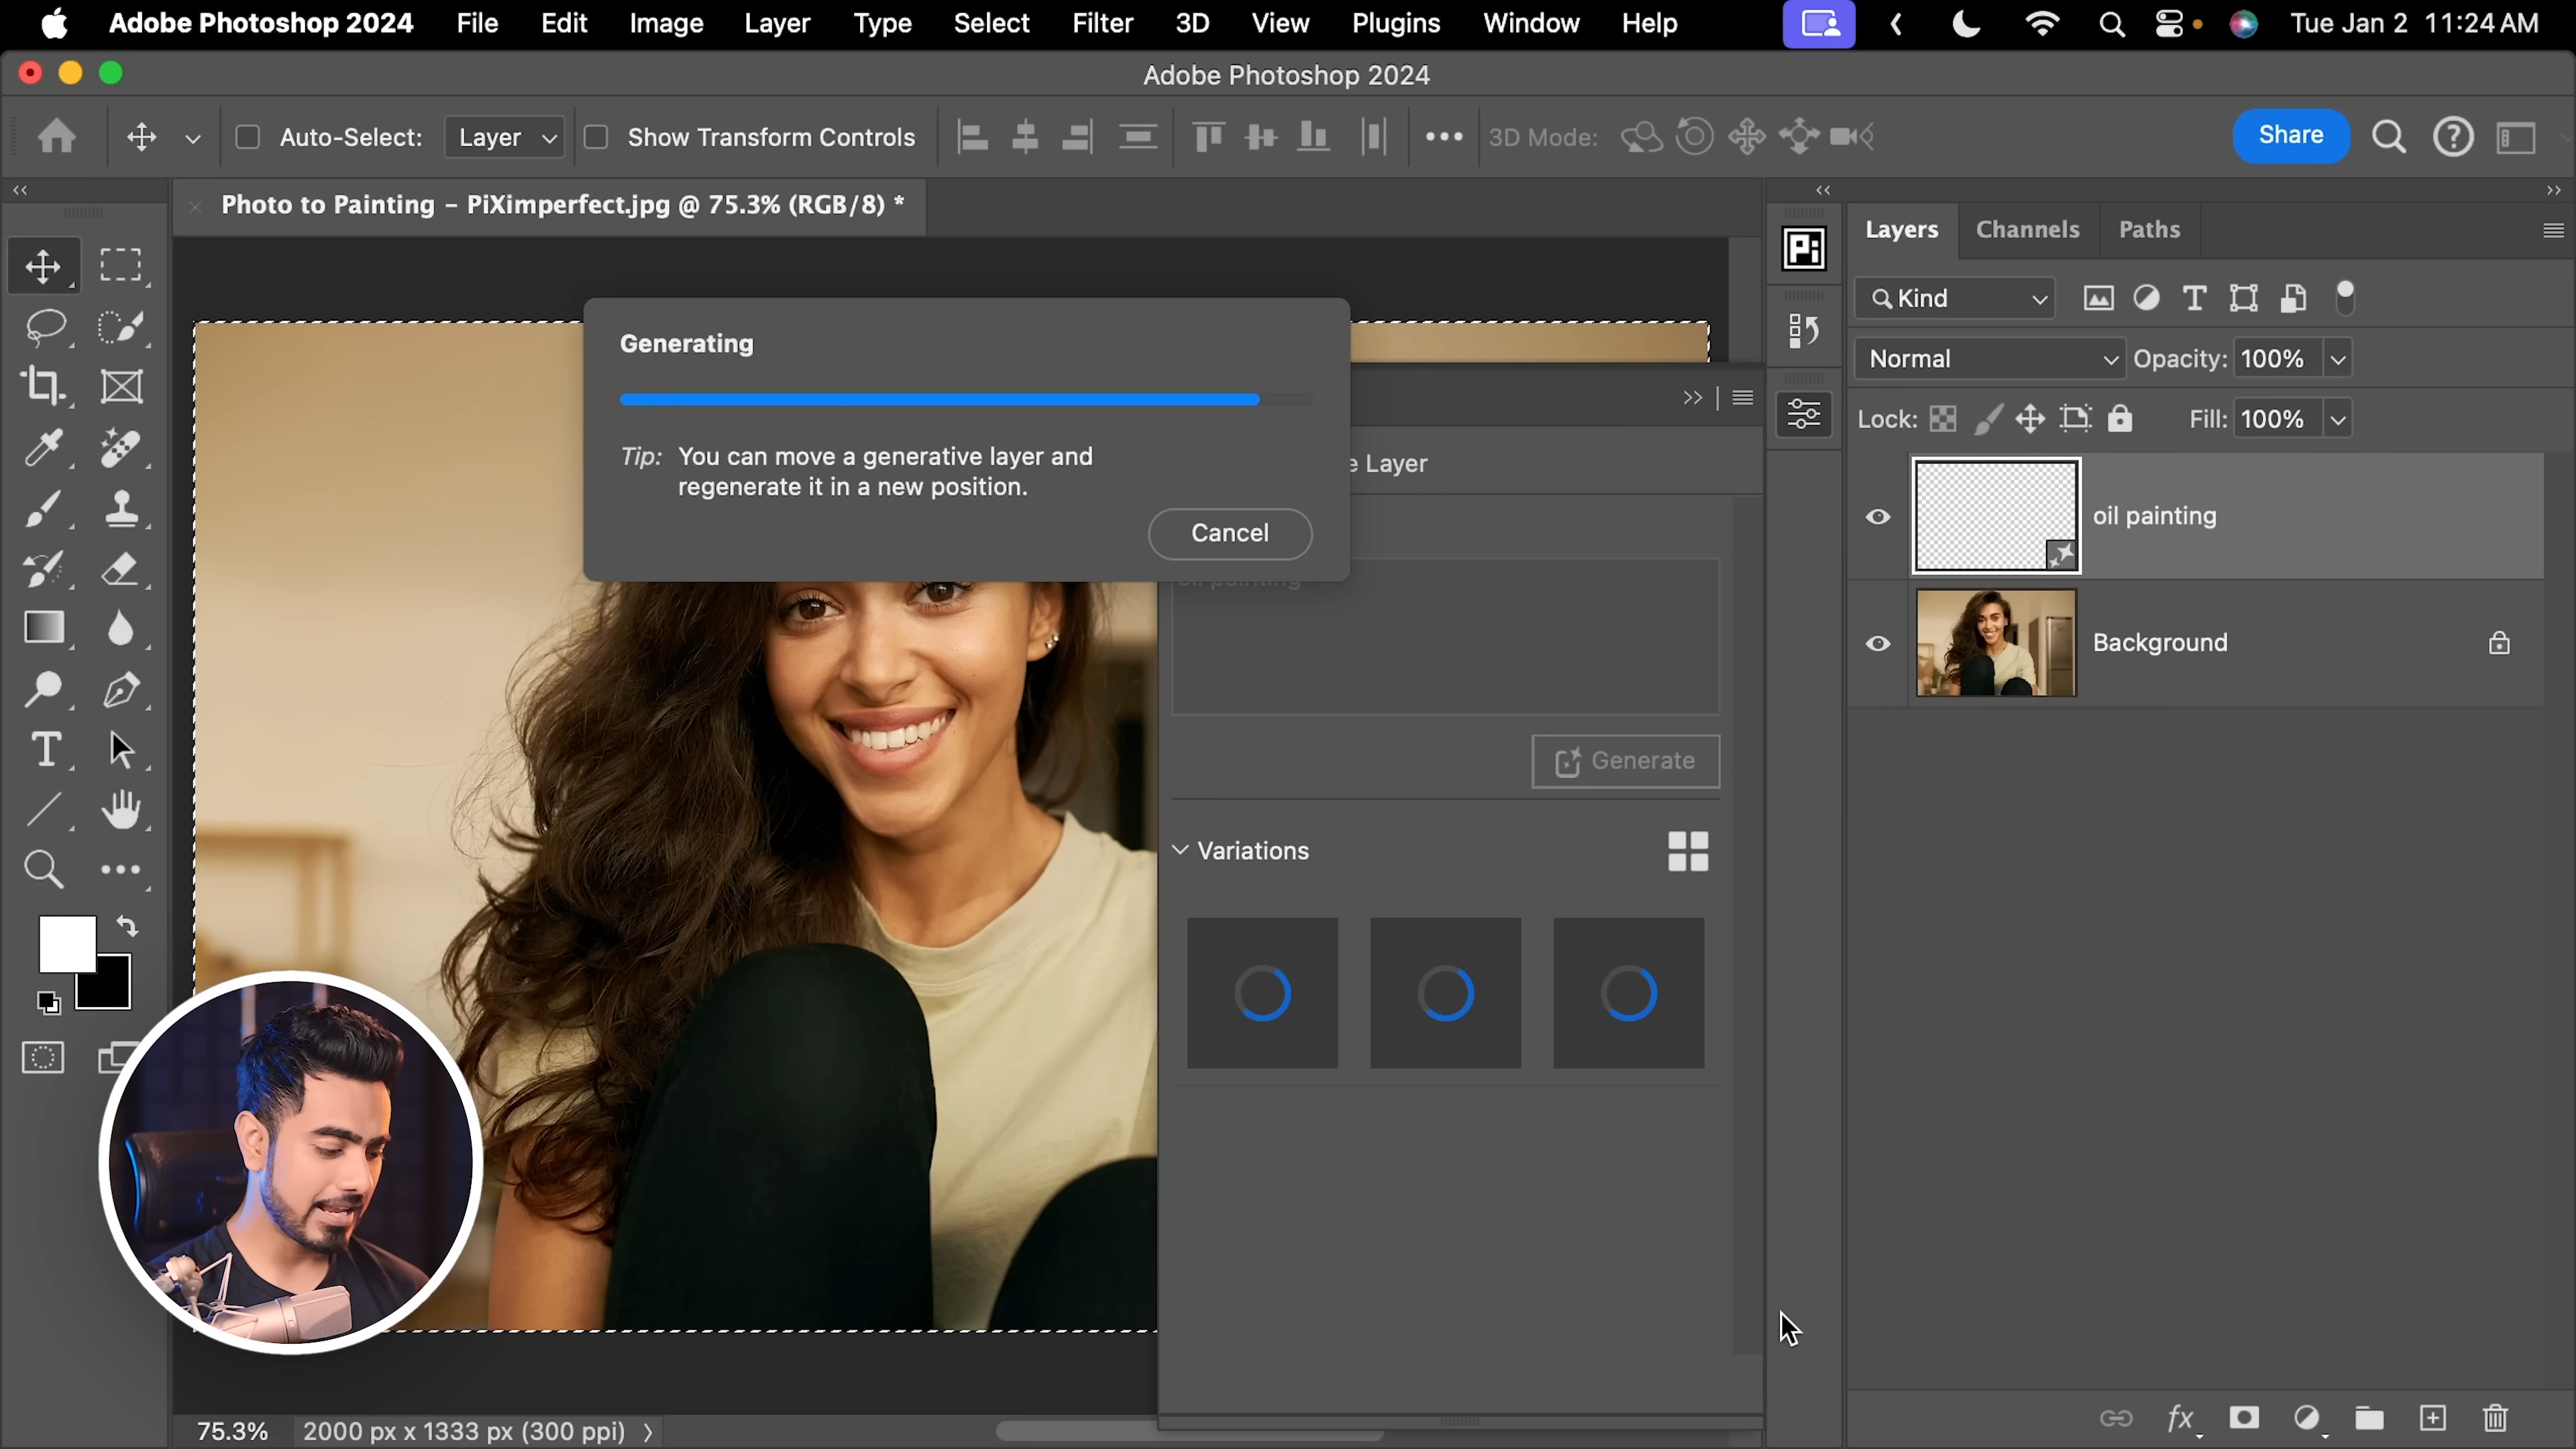 Adobe Photoshop 2024 File Edit Image Layer Type Select Filter 3D View Plugins Window Help Tue Jan 2 11:24 AM
Adobe Photoshop 2024
Auto-Select: Layer Show Transform Controls 3D Mode: Share
Photo to Painting – PiXimperfect.jpg @ 75.3% (RGB/8) *
Generating
Tip: You can move a generative layer and
regenerate it in a new position.
Cancel
e Layer
oil painting
Generate
Variations
Pi
Layers Channels Paths
Kind
Normal Opacity: 100%
Lock: Fill: 100%
oil painting
Background
75.3% 2000 px x 1333 px (300 ppi)
fx